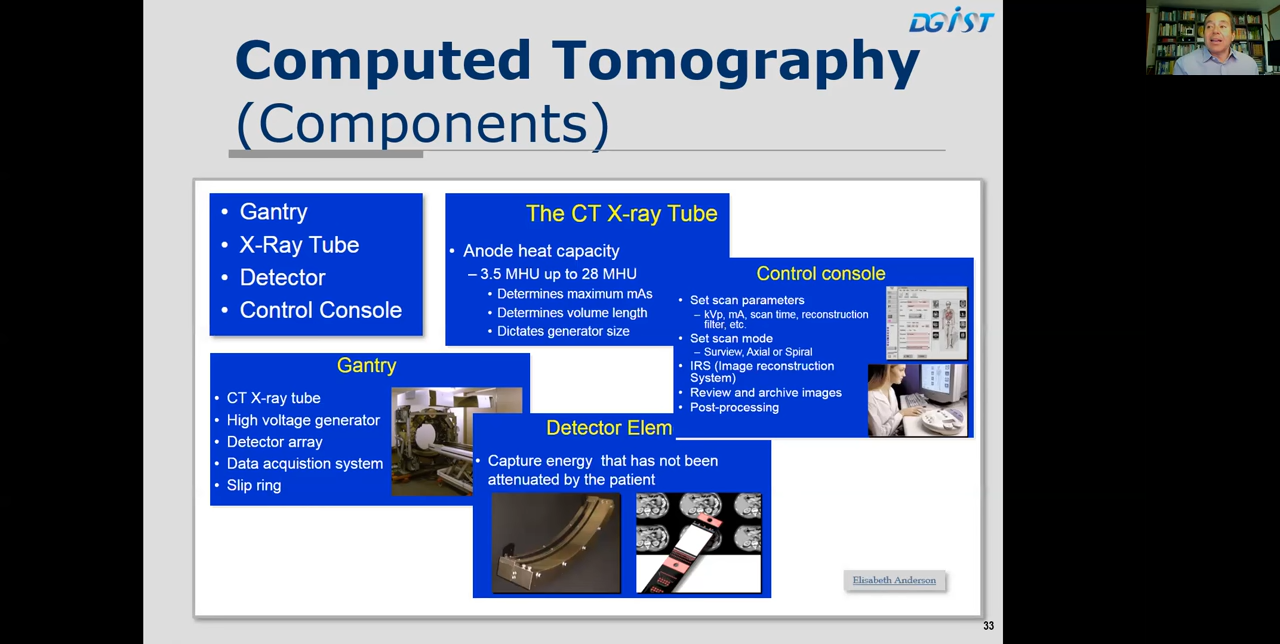 DGIST
Computed Tomography
(Components)
• Gantry
• X-Ray Tube
• Detector
• Control Console
The CT X-ray Tube
• Anode heat capacity
– 3.5 MHU up to 28 MHU
• Determines maximum mAs
• Determines volume length
• Dictates generator size
Control console
• Set scan parameters
– kVp, mA, scan time, reconstruction
filter, etc.
• Set scan mode
– Surview, Axial or Spiral
• IRS (Image reconstruction
System)
• Review and archive images
• Post-processing
Gantry
• CT X-ray tube
• High voltage generator
• Detector array
• Data acquistion system
• Slip ring
Detector Elem
• Capture energy that has not been
attenuated by the patient
Elisabeth Anderson
33